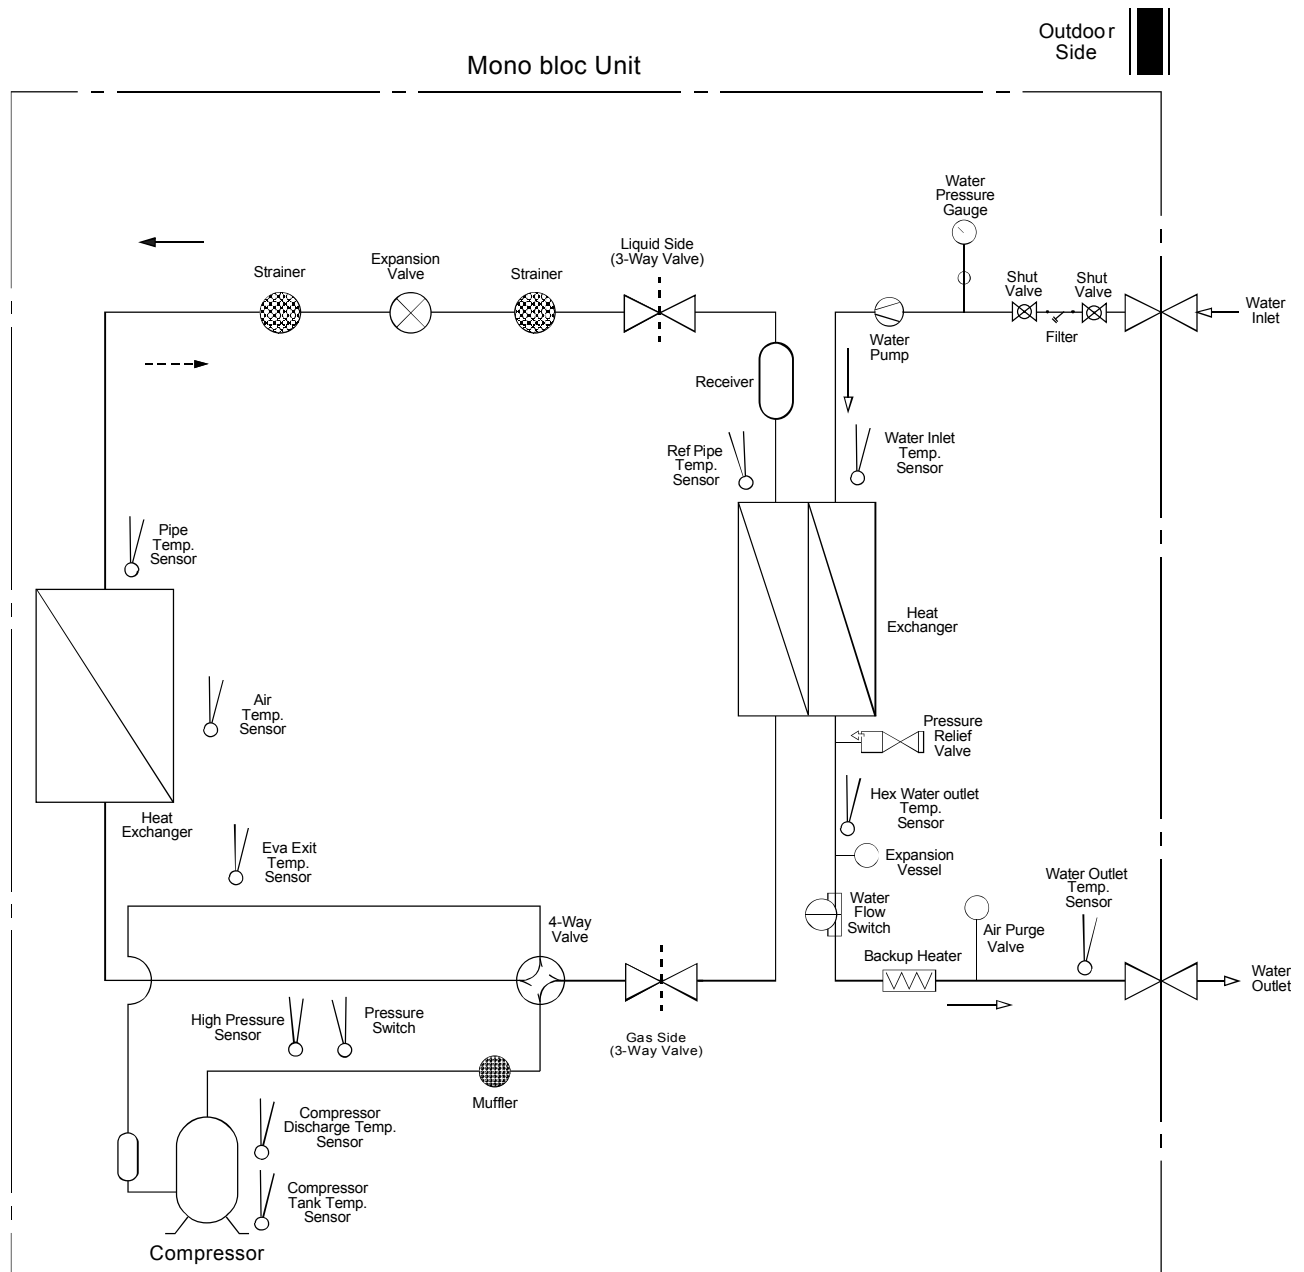 Outdoor
Side
Mono bloc Unit
Water
Pressure
Gauge
Liquid Side
(3-Way Valve)
Expansion
Valve
Strainer
Strainer
Shut
Valve
Shut
Valve
Water
Inlet
Water
Pump
Filter
Receiver
Ref Pipe
Temp.
Sensor
Water Inlet
Temp.
Sensor
Pipe
Temp.
Sensor
Heat
Exchanger
Air
Temp.
Sensor
Pressure
Relief
Valve
Hex Water outlet
Temp.
Sensor
Heat
Exchanger
Eva Exit
Temp.
Sensor
Expansion
Vessel
Water Outlet
Temp.
Sensor
Water
Flow
Switch
4-Way
Valve
Air Purge
Valve
Backup Heater
Water
Outlet
High Pressure
Sensor
Pressure
Switch
Gas Side
(3-Way Valve)
Muffler
Compressor
Discharge Temp.
Sensor
Compressor
Tank Temp.
Sensor
Compressor